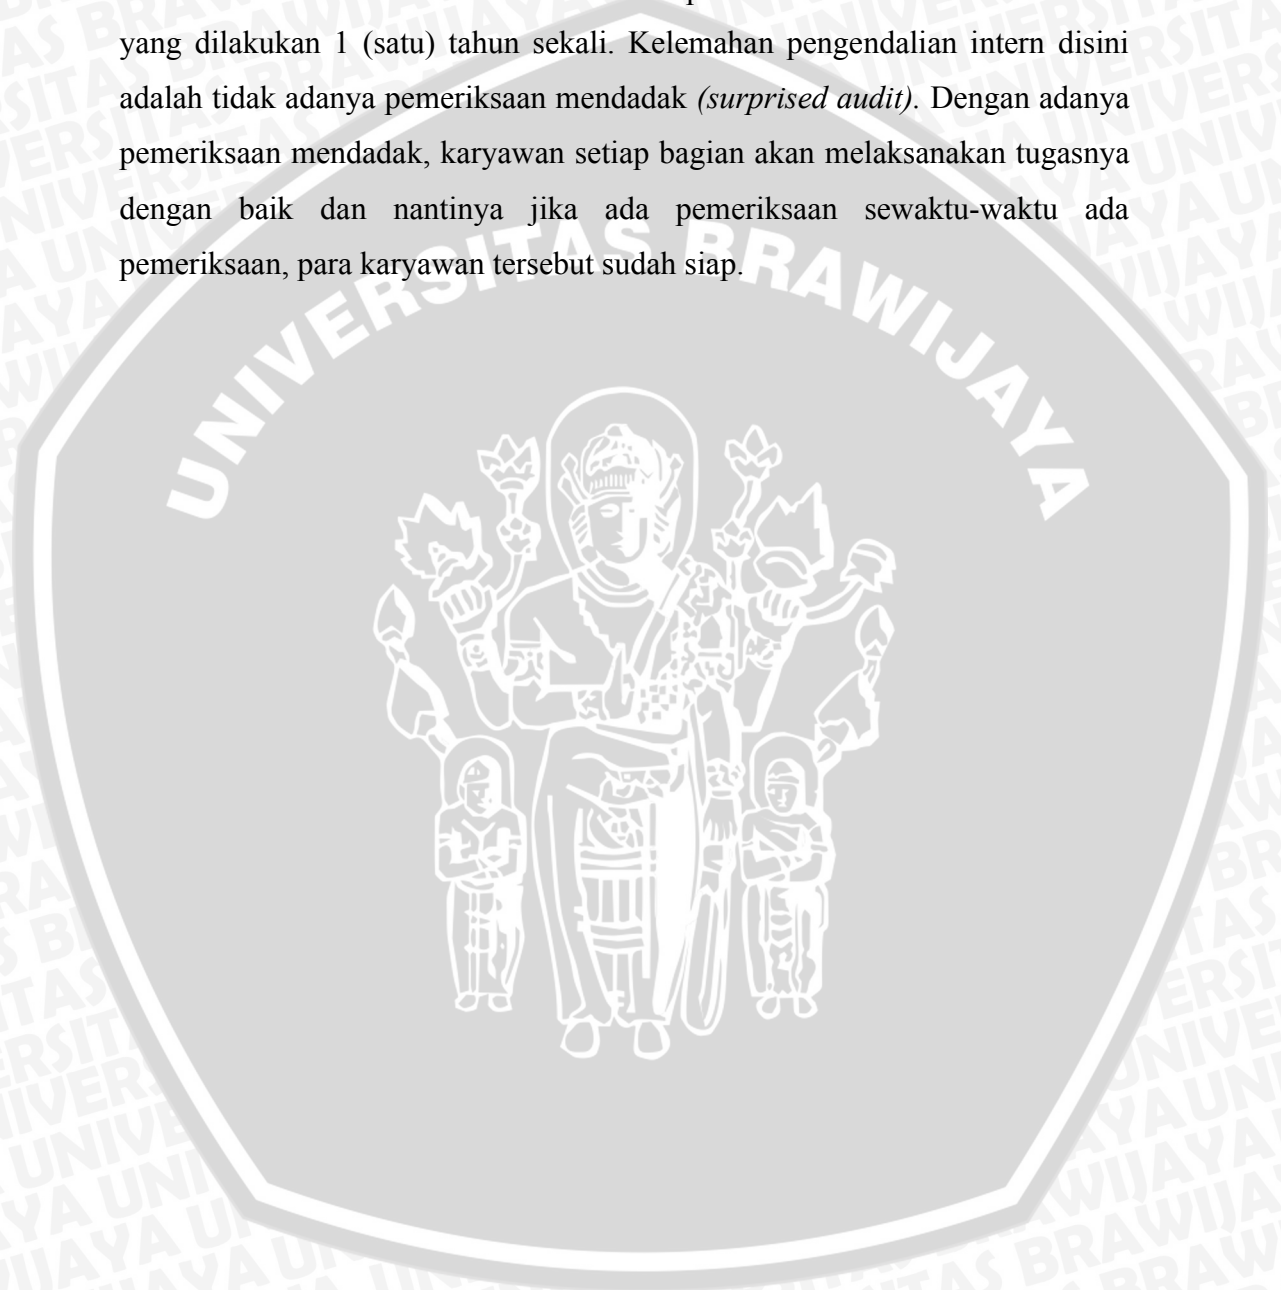 yang dilakukan 1 (satu) tahun sekali. Kelemahan pengendalian intern disini
adalah tidak adanya pemeriksaan mendadak (surprised audit). Dengan adanya
pemeriksaan mendadak, karyawan setiap bagian akan melaksanakan tugasnya
dengan baik dan nantinya jika ada pemeriksaan sewaktu-waktu ada
pemeriksaan, para karyawan tersebut sudah siap.
UNIVERSITAS BRAWIJAYA